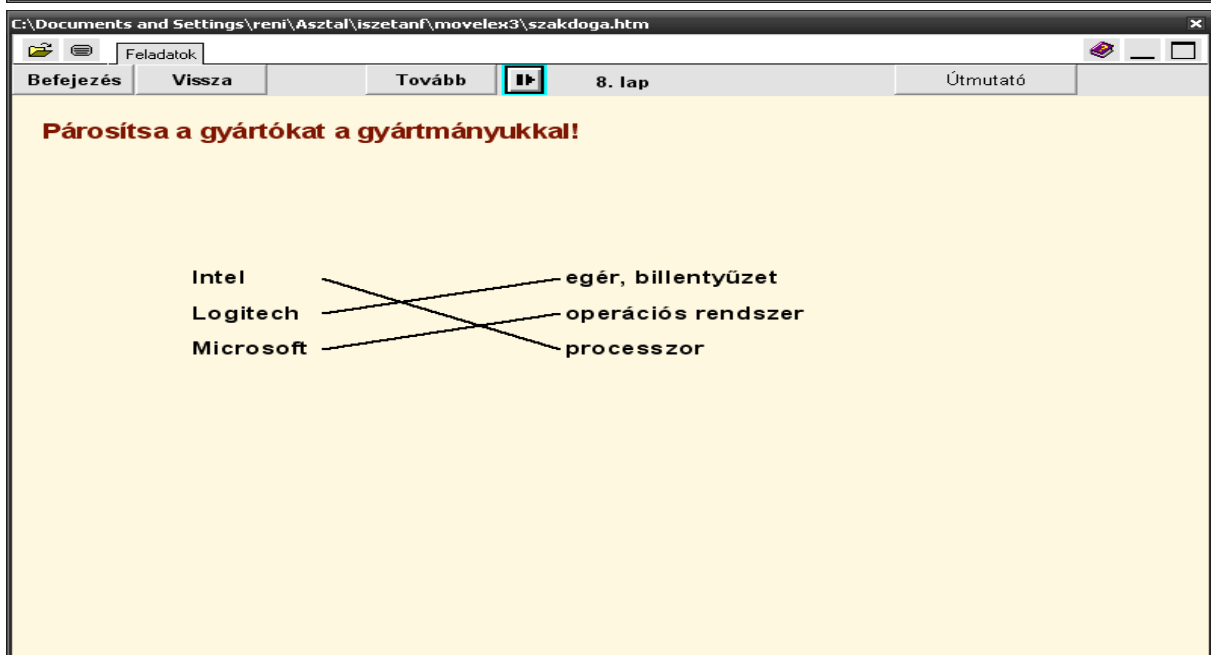 C:\Documents and Settings\reni\Asztal\iszetanf\movelex3\szakdoga.htm
Feladatok
Befejezés Vissza Tovább 8. lap Útmutató
Párosítsa a gyártókat a gyártmányukkal!
Intel egér, billentyűzet
Logitech operációs rendszer
Microsoft processzor